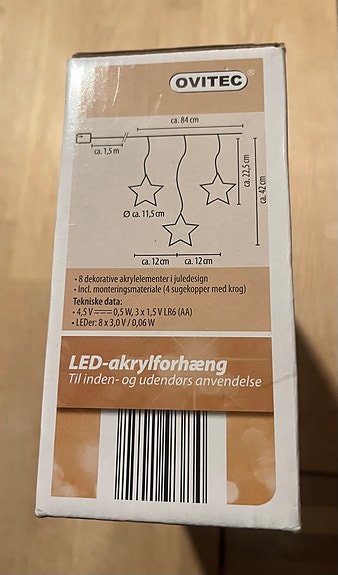 OVITEC®
ca. 84 cm
ca. 1,5 m
ca. 22,5 cm
ca. 42 cm
Ø ca. 11,5 cm
ca. 12 cm ca. 12 cm
• 8 dekorative akrylelementer i juledesign
• Incl. monteringsmateriale (4 sugekopper med krog)
Tekniske data:
• 4,5 V 0,5 W, 3 x 1,5 V LR6 (AA)
• LEDer: 8 x 3,0 V / 0,06 W
LED-akrylforhæng
Til inden- og udendørs anvendelse